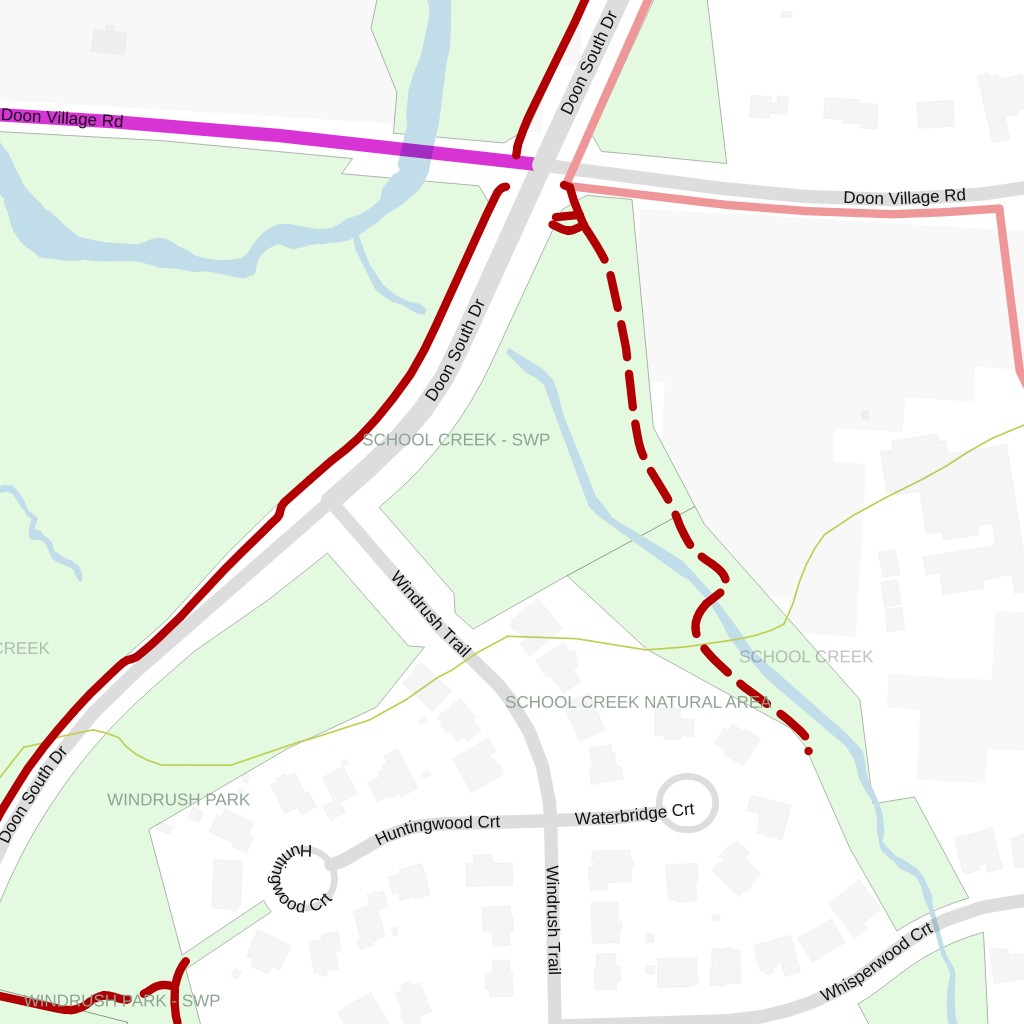 Doon South Dr
Doon Village Rd
Doon Village Rd
Doon South Dr
SCHOOL CREEK - SWP
Windrush Trail
CREEK
SCHOOL CREEK
SCHOOL CREEK NATURAL AREA
Doon South Dr
WINDRUSH PARK
Huntingwood Crt
Waterbridge Crt
Huntingwood Crt
Windrush Trail
Whisperwood Crt
WINDRUSH PARK - SWP